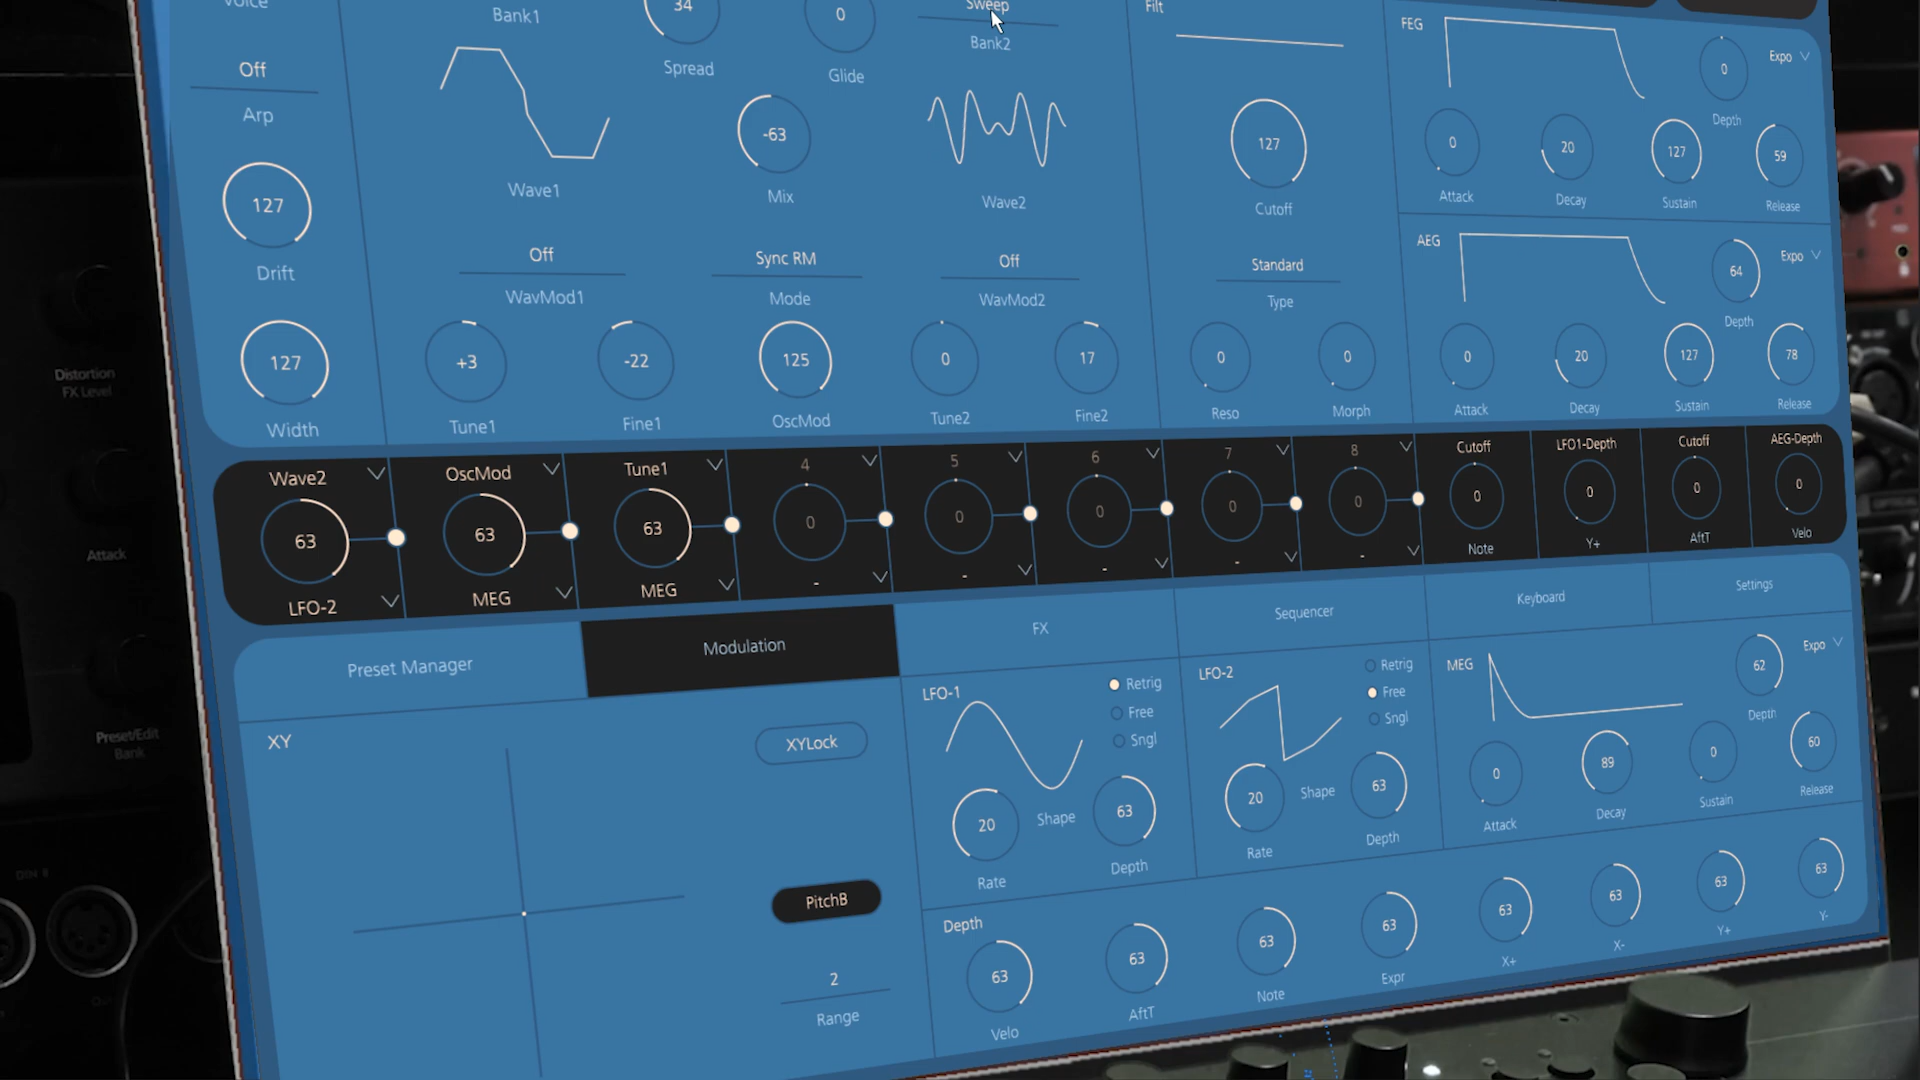 Voice
Off
Arp
127
Drift
127
Width
Bank1
Wave1
Off
WavMod1
+3
Tune1
-22
Fine1
34
Spread
0
Glide
-63
Mix
Sync RM
Mode
125
OscMod
Sweep
Bank2
Wave2
Off
WavMod2
0
Tune2
17
Fine2
Filt
127
Cutoff
Standard
Type
0
Reso
0
Morph
FEG
0
Depth
Expo
0
Attack
20
Decay
127
Sustain
59
Release
AEG
64
Depth
Expo
0
Attack
20
Decay
127
Sustain
78
Release
Wave2
63
LFO-2
OscMod
63
MEG
Tune1
63
MEG
4
0
-
5
0
-
6
0
-
7
0
-
8
0
-
Cutoff
0
Note
LFO1-Depth
0
Y+
Cutoff
0
AftT
AEG-Depth
0
Velo
Preset Manager
Modulation
FX
Sequencer
Keyboard
Settings
XY
XYLock
PitchB
2
Range
LFO-1
Retrig
Free
Sngl
20
Rate
Shape
63
Depth
LFO-2
Retrig
Free
Sngl
20
Rate
Shape
63
Depth
MEG
62
Depth
Expo
0
Attack
89
Decay
0
Sustain
60
Release
Depth
63
Velo
63
AftT
63
Note
63
Expr
63
X+
63
X-
63
Y+
63
Y-
Distortion
FX Level
Attack
Preset/Edit
Bank